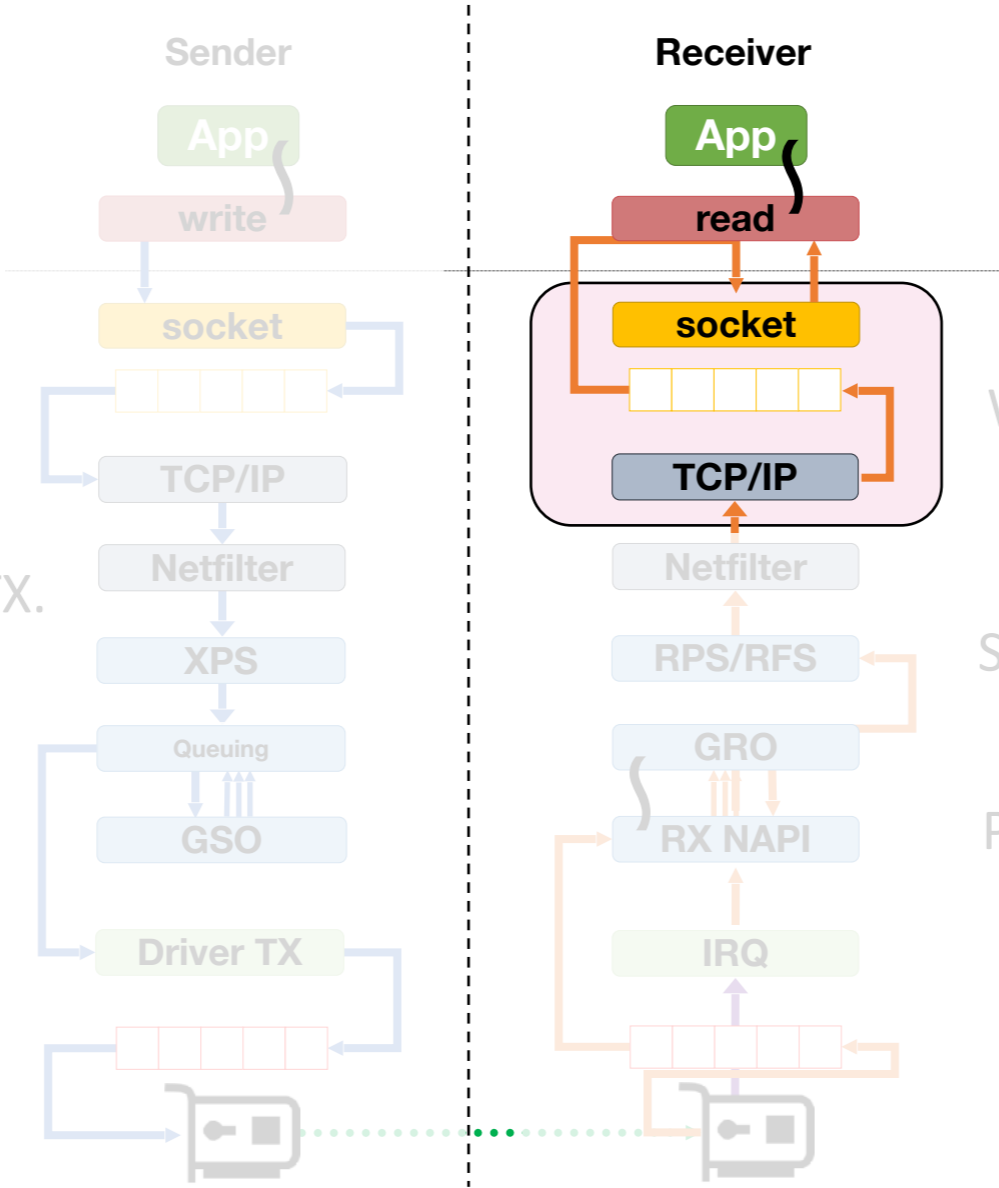 Sender
App
write
socket
TCP/IP
Netfilter
XPS
Queuing
GSO
Driver TX
TX.
Receiver
App
read
socket
TCP/IP
Netfilter
RPS/RFS
GRO
RX NAPI
IRQ
S